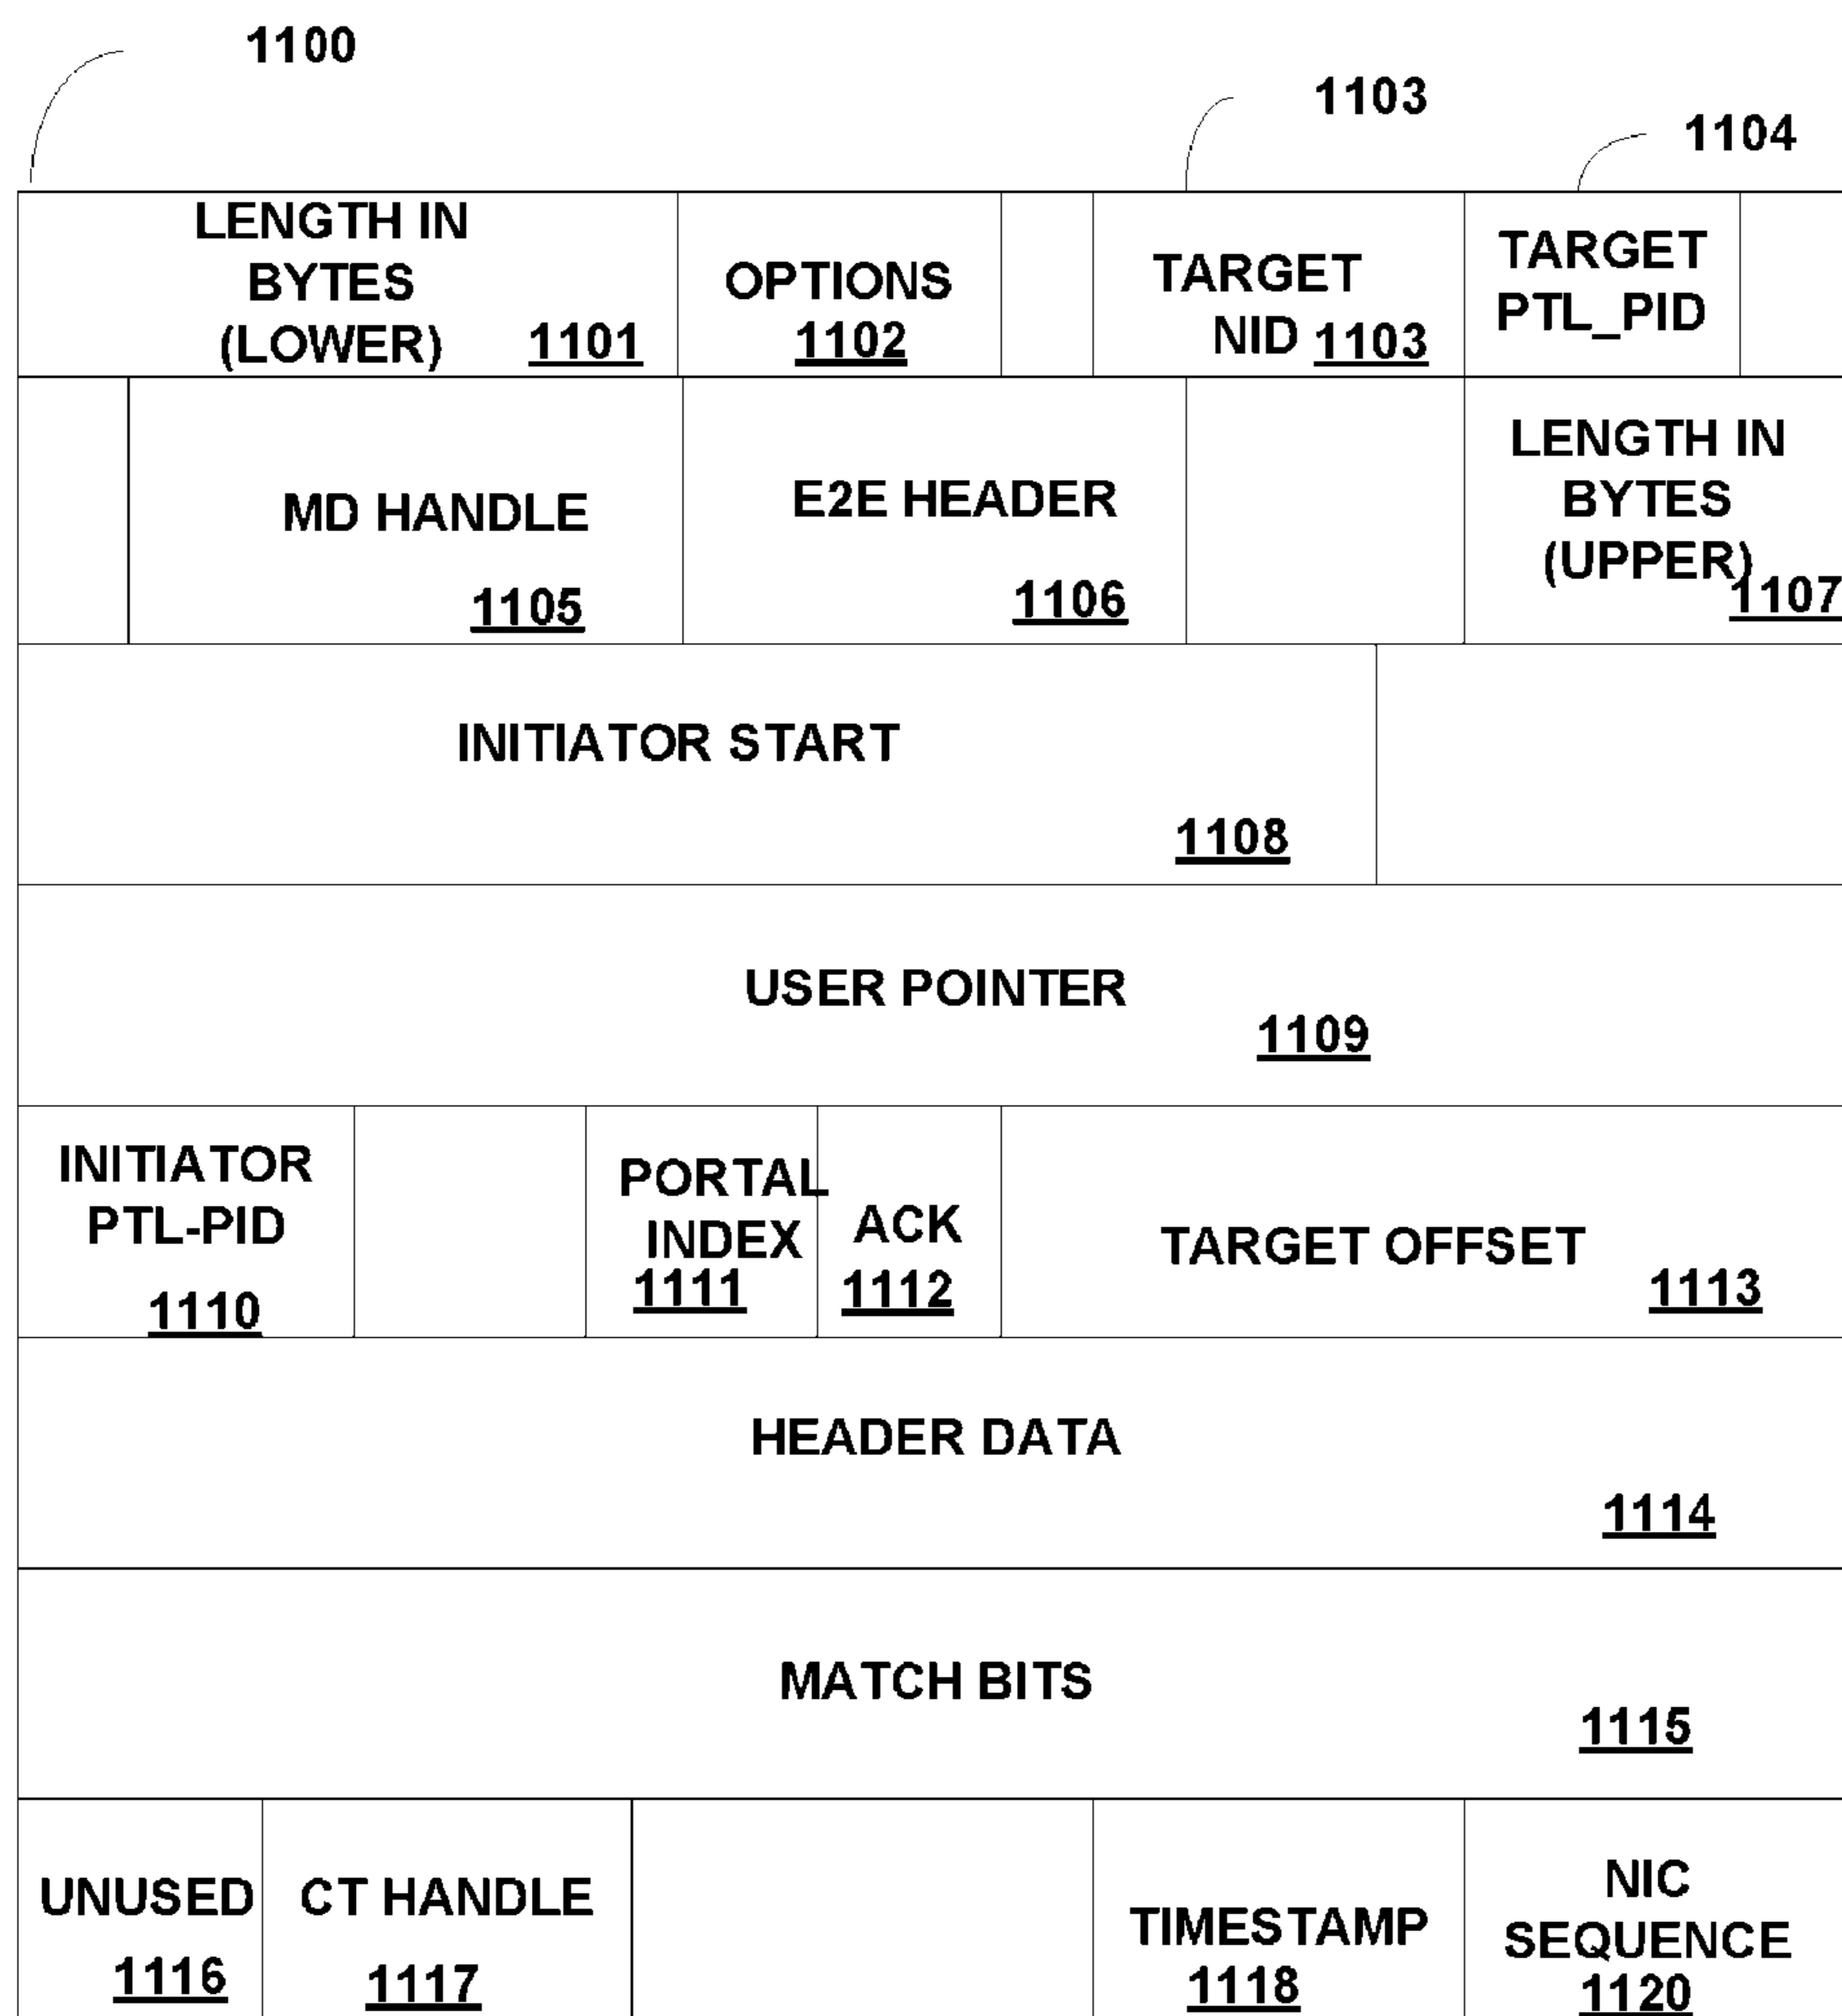 1100
1103
1104
LENGTH IN
BYTES
(LOWER) 1101
OPTIONS
1102
TARGET
NID 1103
TARGET
PTL_PID
MD HANDLE
1105
E2E HEADER
1106
LENGTH IN
BYTES
(UPPER)
1107
INITIATOR START
1108
USER POINTER
1109
INITIATOR
PTL-PID
1110
PORTAL
INDEX
1111
ACK
1112
TARGET OFFSET
1113
HEADER DATA
1114
MATCH BITS
1115
UNUSED
1116
CT HANDLE
1117
TIMESTAMP
1118
NIC
SEQUENCE
1120